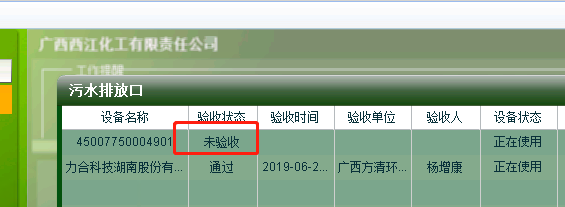 广西西江化工有限责任公司
工作提醒
污水排放口
设备名称 验收状态 验收时间 验收单位 验收人 设备状态
45007750004901 未验收 正在使用
力合科技湖南股份有... 通过 2019-06-2... 广西方清环... 杨增康 正在使用